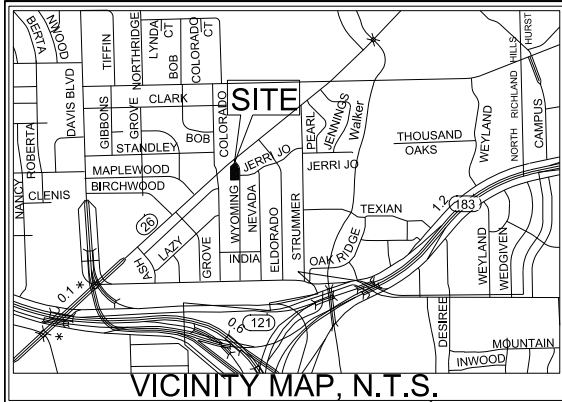 BERTA
NWOOD
TIFFIN
NORTHRIDGE
LYNDA
BOB CT
COLORADO CT
DAVIS BLVD
GIBBONS
GROVE
CLARK
COLORADO
SITE
BOB
STANDLEY
ROBERTA
NANCY
MAPLEWOOD
BIRCHWOOD
CLENIS
WYOMING
NEVADA
JERRI JO
PEARL
JENNINGS
Walker
JERRI JO
THOUSAND
OAKS
WEYLAND
NORTH RICHLAND HILLS
HURST
CAMPUS
ELDORADO
STRUMMER
TEXIAN
1.2
183
26
ASH
LAZY
GROVE
INDIA
OAK
RIDGE
WEYLAND
WEDGIVEN
0.1 *
*
0.6
121
DESIREE
MOUNTAIN
INWOOD
VICINITY MAP, N.T.S.